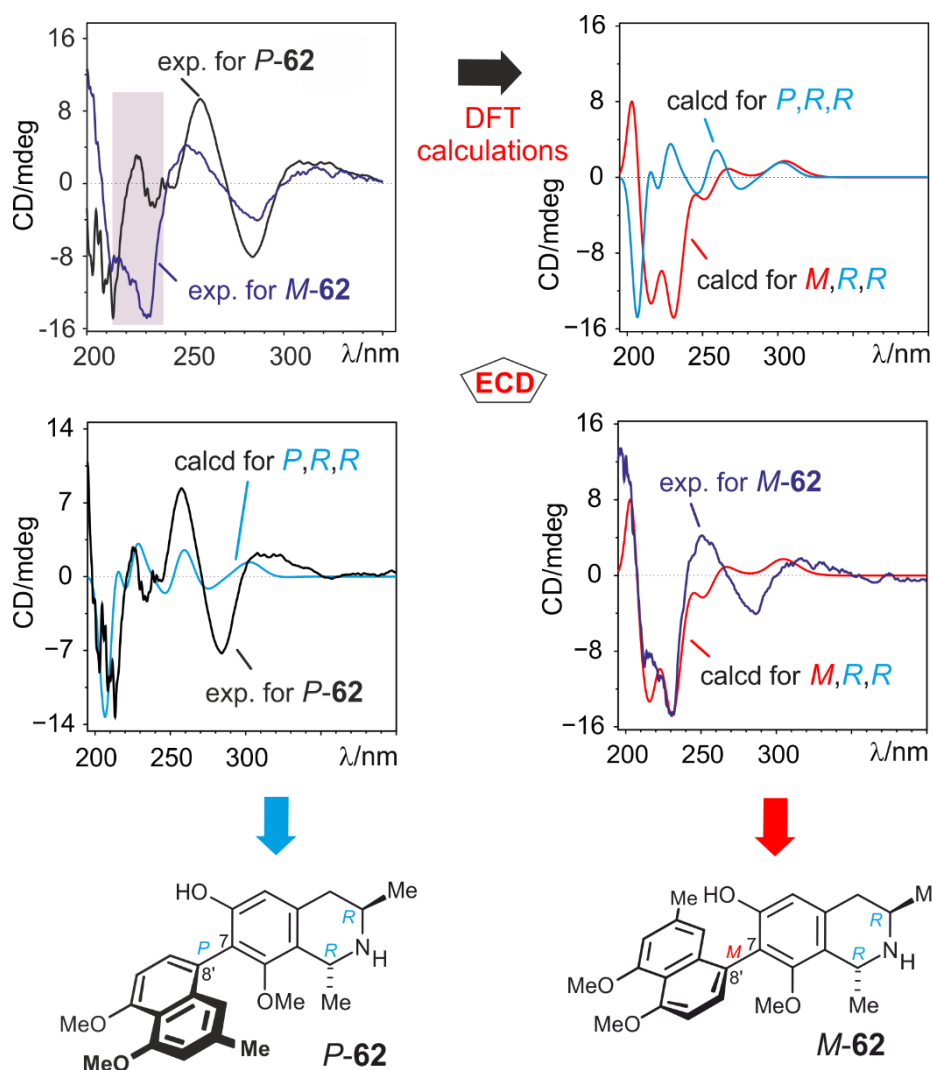 16
8
0
-8
-16
CD/mdeg
200
250
300
λ/nm
exp. for P-62
exp. for M-62
DFT
calculations
16
8
0
−8
−16
CD/mdeg
200
250
300
λ/nm
calcd for P,R,R
calcd for M,R,R
ECD
14
7
0
−7
−14
CD/mdeg
200
250
300
λ/nm
calcd for P,R,R
exp. for P-62
16
8
0
-8
-16
CD/mdeg
200
250
300
λ/nm
exp. for M-62
calcd for M,R,R
HO
Me
R
P
7
N
R
H
8'
OMe
Me
MeO
MeO
Me
P-62
Me
HO
M
R
M
7
N
R
H
8'
MeO
OMe
Me
MeO
M-62